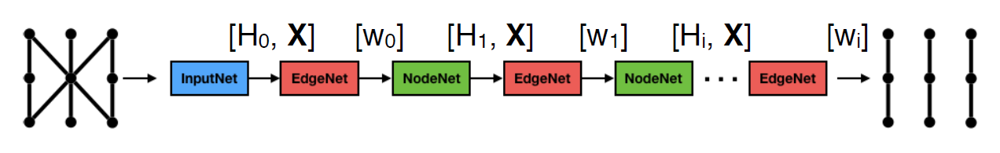 [H₀, X] [w₀] [H₁, X] [w₁] [Hᵢ, X] [wᵢ]
InputNet EdgeNet NodeNet EdgeNet NodeNet ... EdgeNet